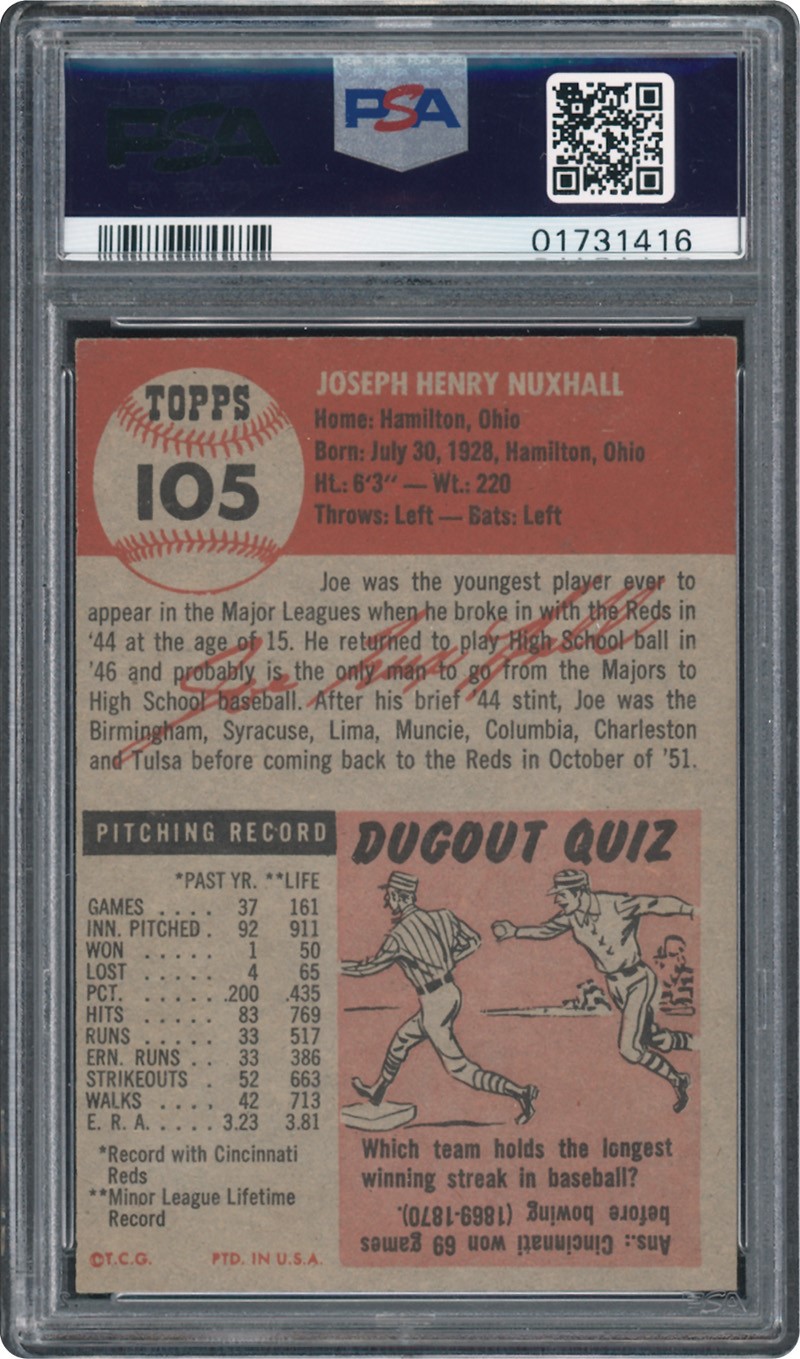 PSA
PSA
01731416
TOPPS
105
JOSEPH HENRY NUXHALL
Home: Hamilton, Ohio
Born: July 30, 1928, Hamilton, Ohio
Ht.: 6'3" — Wt.: 220
Throws: Left — Bats: Left
Joe was the youngest player ever to
appear in the Major Leagues when he broke in with the Reds in
'44 at the age of 15. He returned to play High School ball in
'46 and probably is the only man to go from the Majors to
High School baseball. After his brief '44 stint, Joe was the
Birmingham, Syracuse, Lima, Muncie, Columbia, Charleston
and Tulsa before coming back to the Reds in October of '51.
Joe Nuxhall
PITCHING RECORD
*PAST YR. **LIFE
GAMES . . . . 37 161
INN. PITCHED . 92 911
WON . . . . . 1 50
LOST . . . . . 4 65
PCT. . . . . . . .200 .435
HITS . . . . . 83 769
RUNS . . . . . 33 517
ERN. RUNS . . 33 386
STRIKEOUTS . 52 663
WALKS . . . . 42 713
E. R. A. . . . . . 3.23 3.81
*Record with Cincinnati
Reds
**Minor League Lifetime
Record
©T.C.G. PTD. IN U.S.A.
DUGOUT QUIZ
Which team holds the longest
winning streak in baseball?
Ans.: Cincinnati won 69 games
before bowing (1869-1870).
PSA